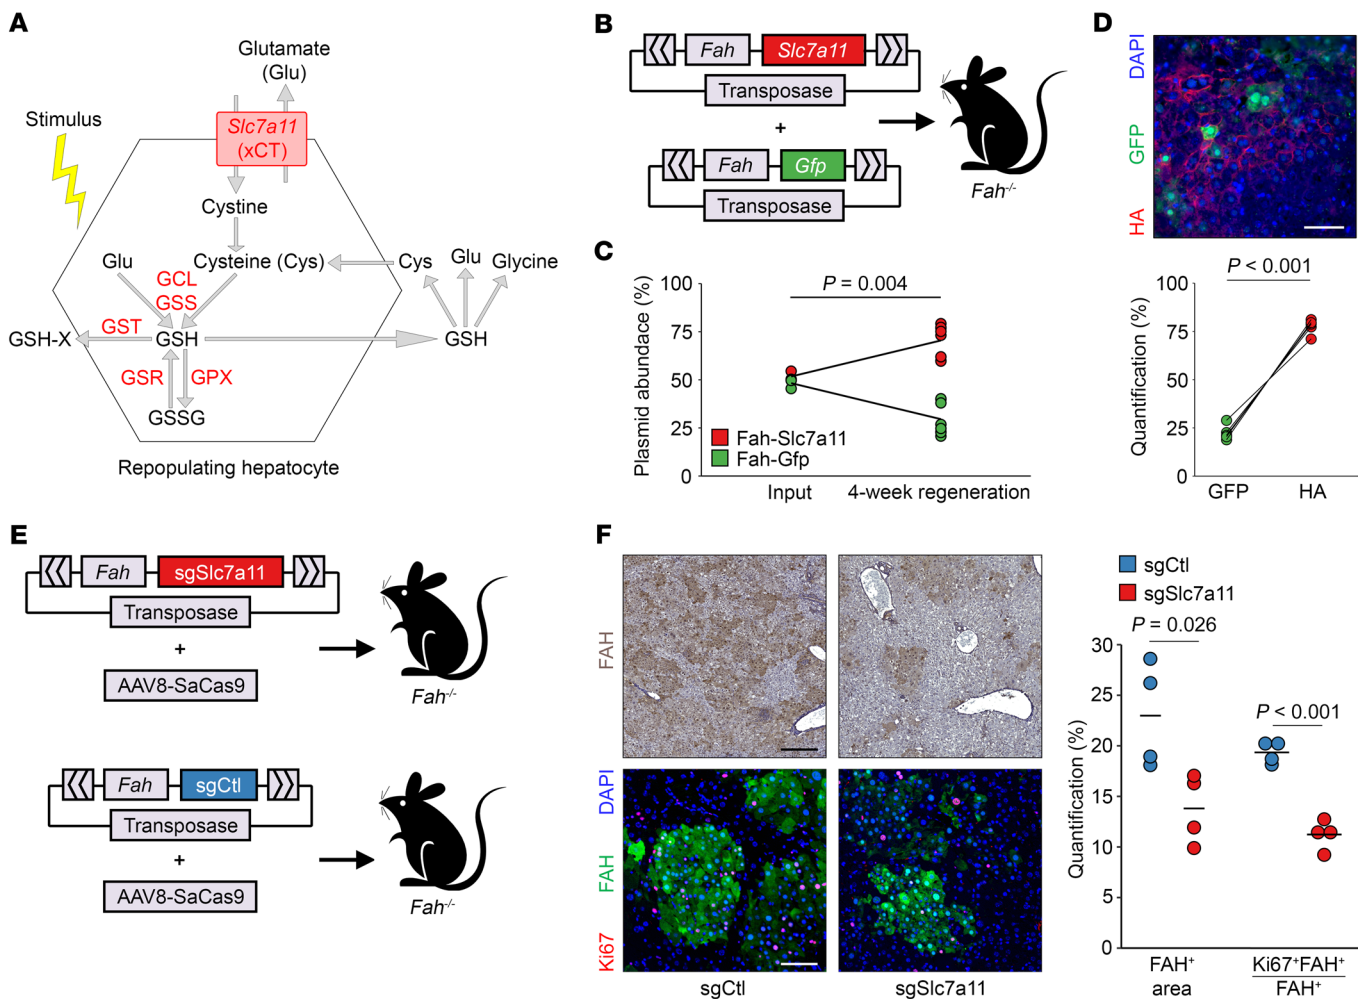 A
Glutamate
(Glu)
Stimulus
Slc7a11
(xCT)
Cystine
Glu
Cysteine (Cys)
Cys
Glu
Glycine
GCL
GSS
GST
GSH-X
GSH
GSH
GSR
GPX
GSSG
Repopulating hepatocyte
B
Fah
Slc7a11
Transposase
+
Fah
Gfp
Transposase
Fah-/-
C
Plasmid abundace (%)
100
75
50
25
0
P = 0.004
Fah-Slc7a11
Fah-Gfp
Input
4-week regeneration
D
HA
GFP
DAPI
P < 0.001
Quantification (%)
100
75
50
25
0
GFP
HA
E
Fah
sgSlc7a11
Transposase
+
AAV8-SaCas9
Fah-/-
Fah
sgCtl
Transposase
+
AAV8-SaCas9
Fah-/-
F
FAH
Ki67
FAH
DAPI
sgCtl
sgSlc7a11
sgCtl
sgSlc7a11
P = 0.026
P < 0.001
Quantification (%)
30
25
20
15
10
5
0
FAH+
area
Ki67+FAH+
FAH+